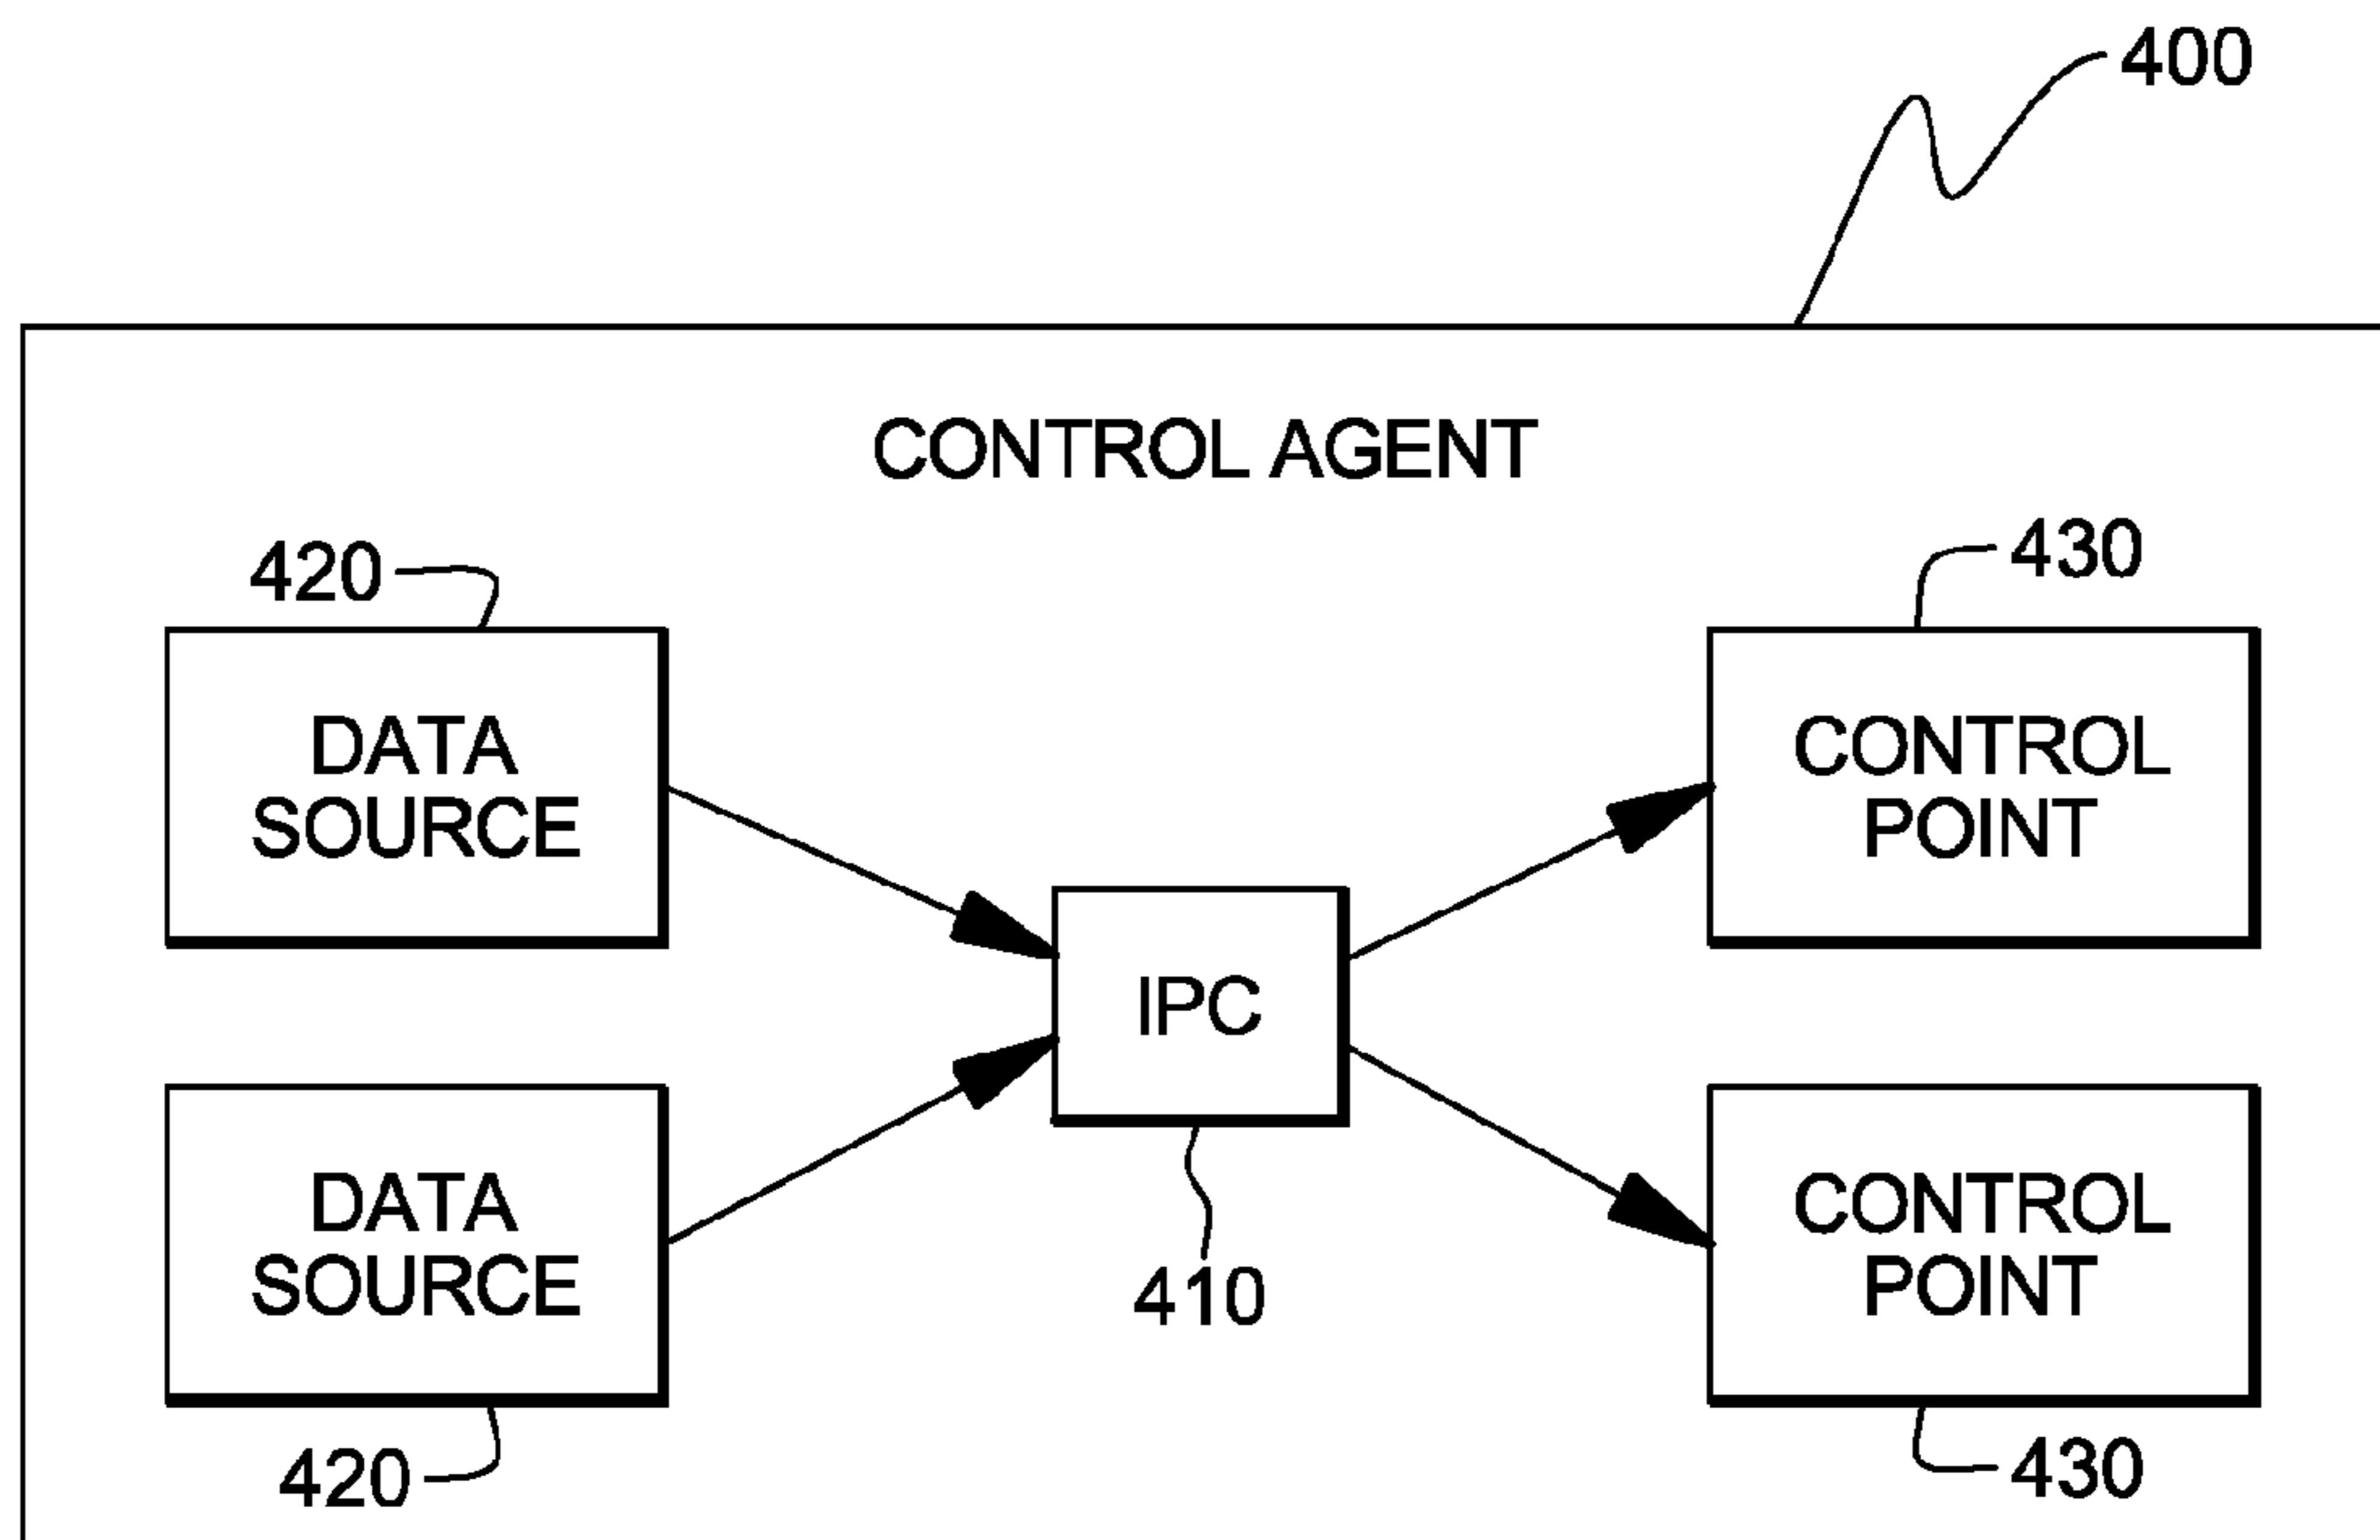 400
CONTROL AGENT
420
430
DATA
SOURCE
CONTROL
POINT
IPC
DATA
SOURCE
410
CONTROL
POINT
420
430